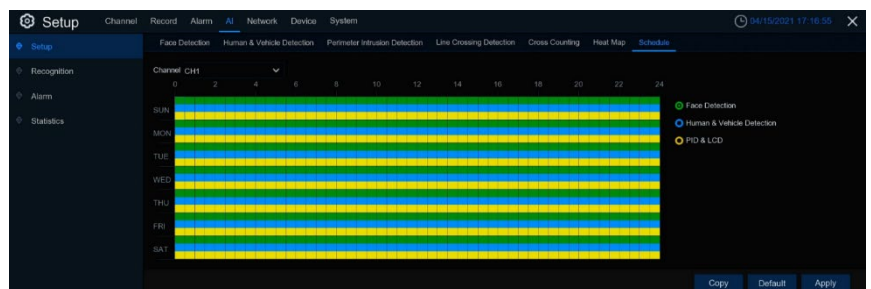 Setup Channel Record Alarm AI Network Device System 04/15/2021 17:16:55
Setup Face Detection Human & Vehicle Detection Perimeter Intrusion Detection Line Crossing Detection Cross Counting Heat Map Schedule
Recognition
Alarm
Statistics
Channel CH1
0 2 4 6 8 10 12 14 16 18 20 22 24
SUN
MON
TUE
WED
THU
FRI
SAT
Face Detection
Human & Vehicle Detection
PID & LCD
Copy Default Apply